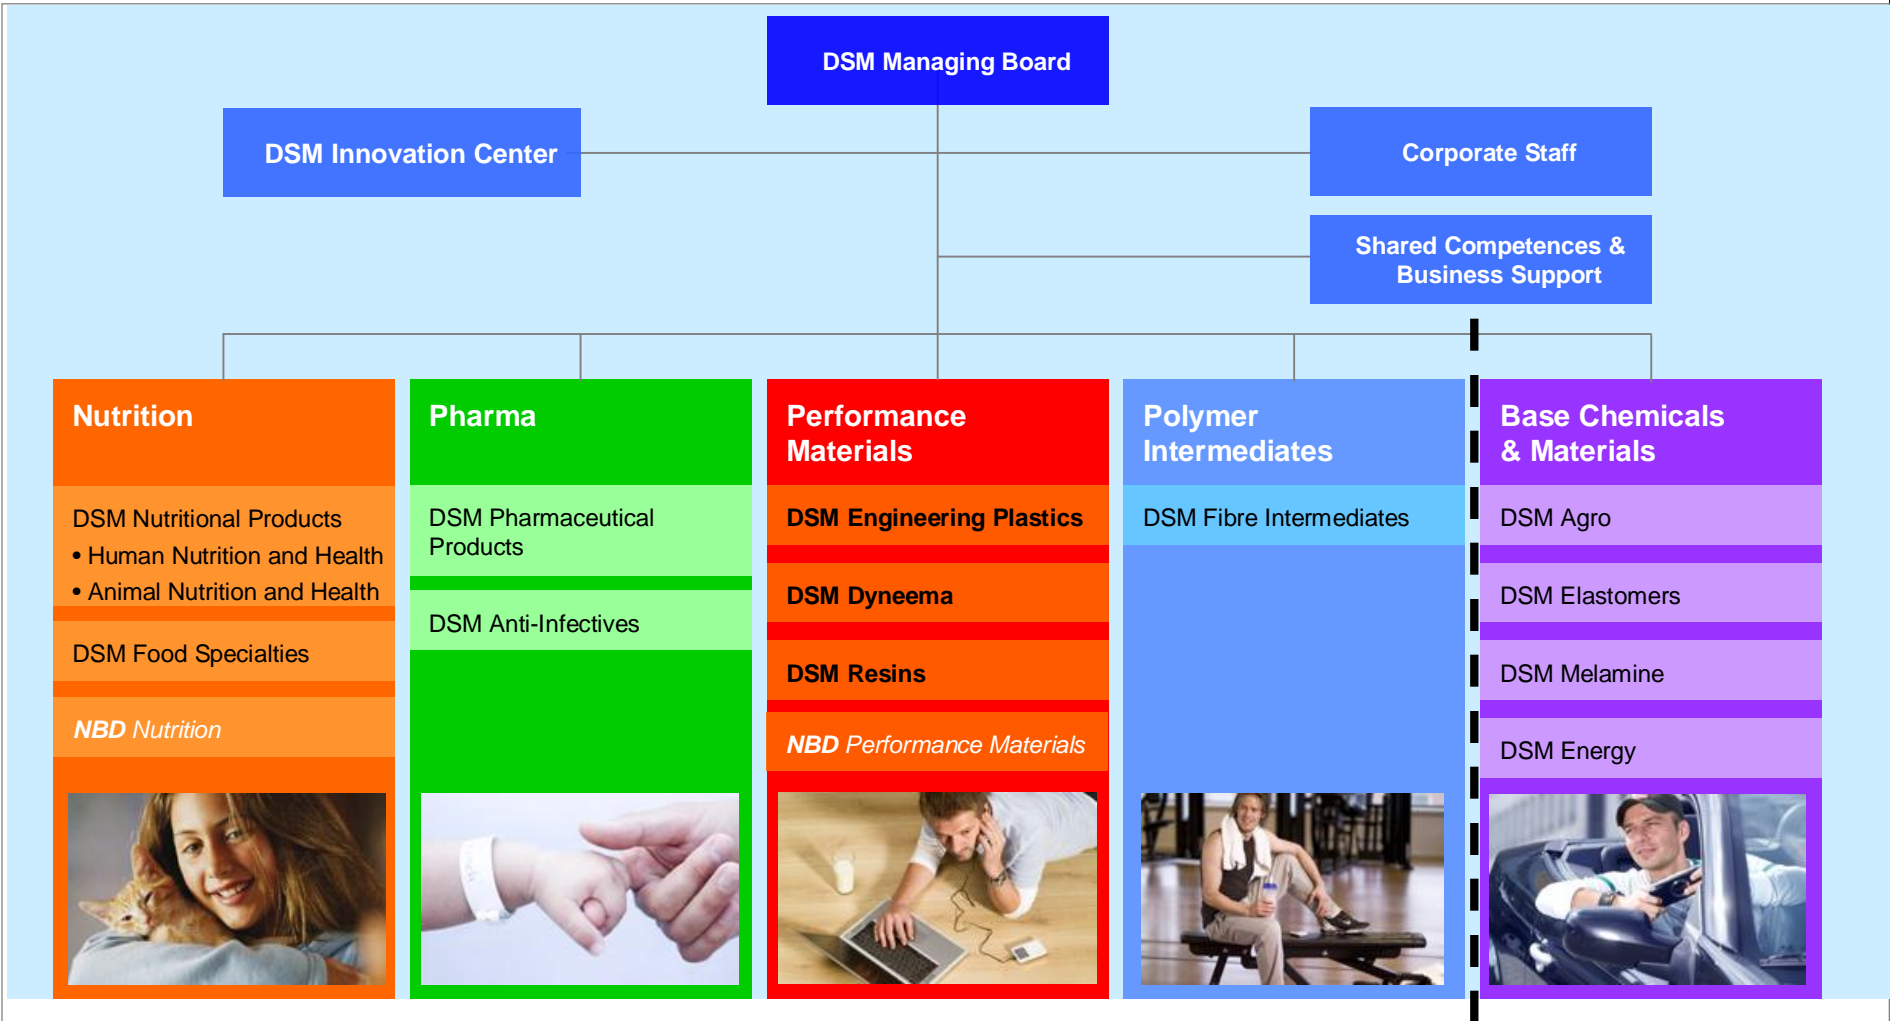 DSM Managing Board
DSM Innovation Center
Corporate Staff
Shared Competences &
Business Support
Nutrition
DSM Nutritional Products
• Human Nutrition and Health
• Animal Nutrition and Health
DSM Food Specialties
NBD Nutrition
Pharma
DSM Pharmaceutical
Products
DSM Anti-Infectives
Performance
Materials
DSM Engineering Plastics
DSM Dyneema
DSM Resins
NBD Performance Materials
Polymer
Intermediates
DSM Fibre Intermediates
Base Chemicals
& Materials
DSM Agro
DSM Elastomers
DSM Melamine
DSM Energy